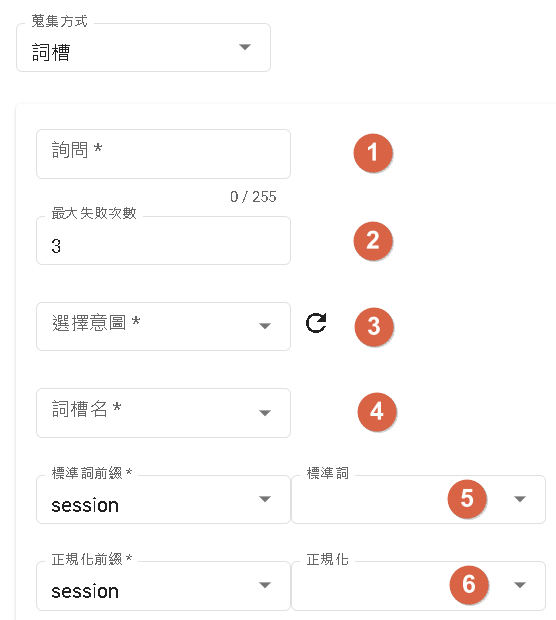 蒐集方式
詞槽
詢問 *
1
0 / 255
最大失敗次數
3
2
選擇意圖 *
3
詞槽名 *
4
標準詞前綴 *
標準詞
session
5
正規化前綴 *
正規化
session
6